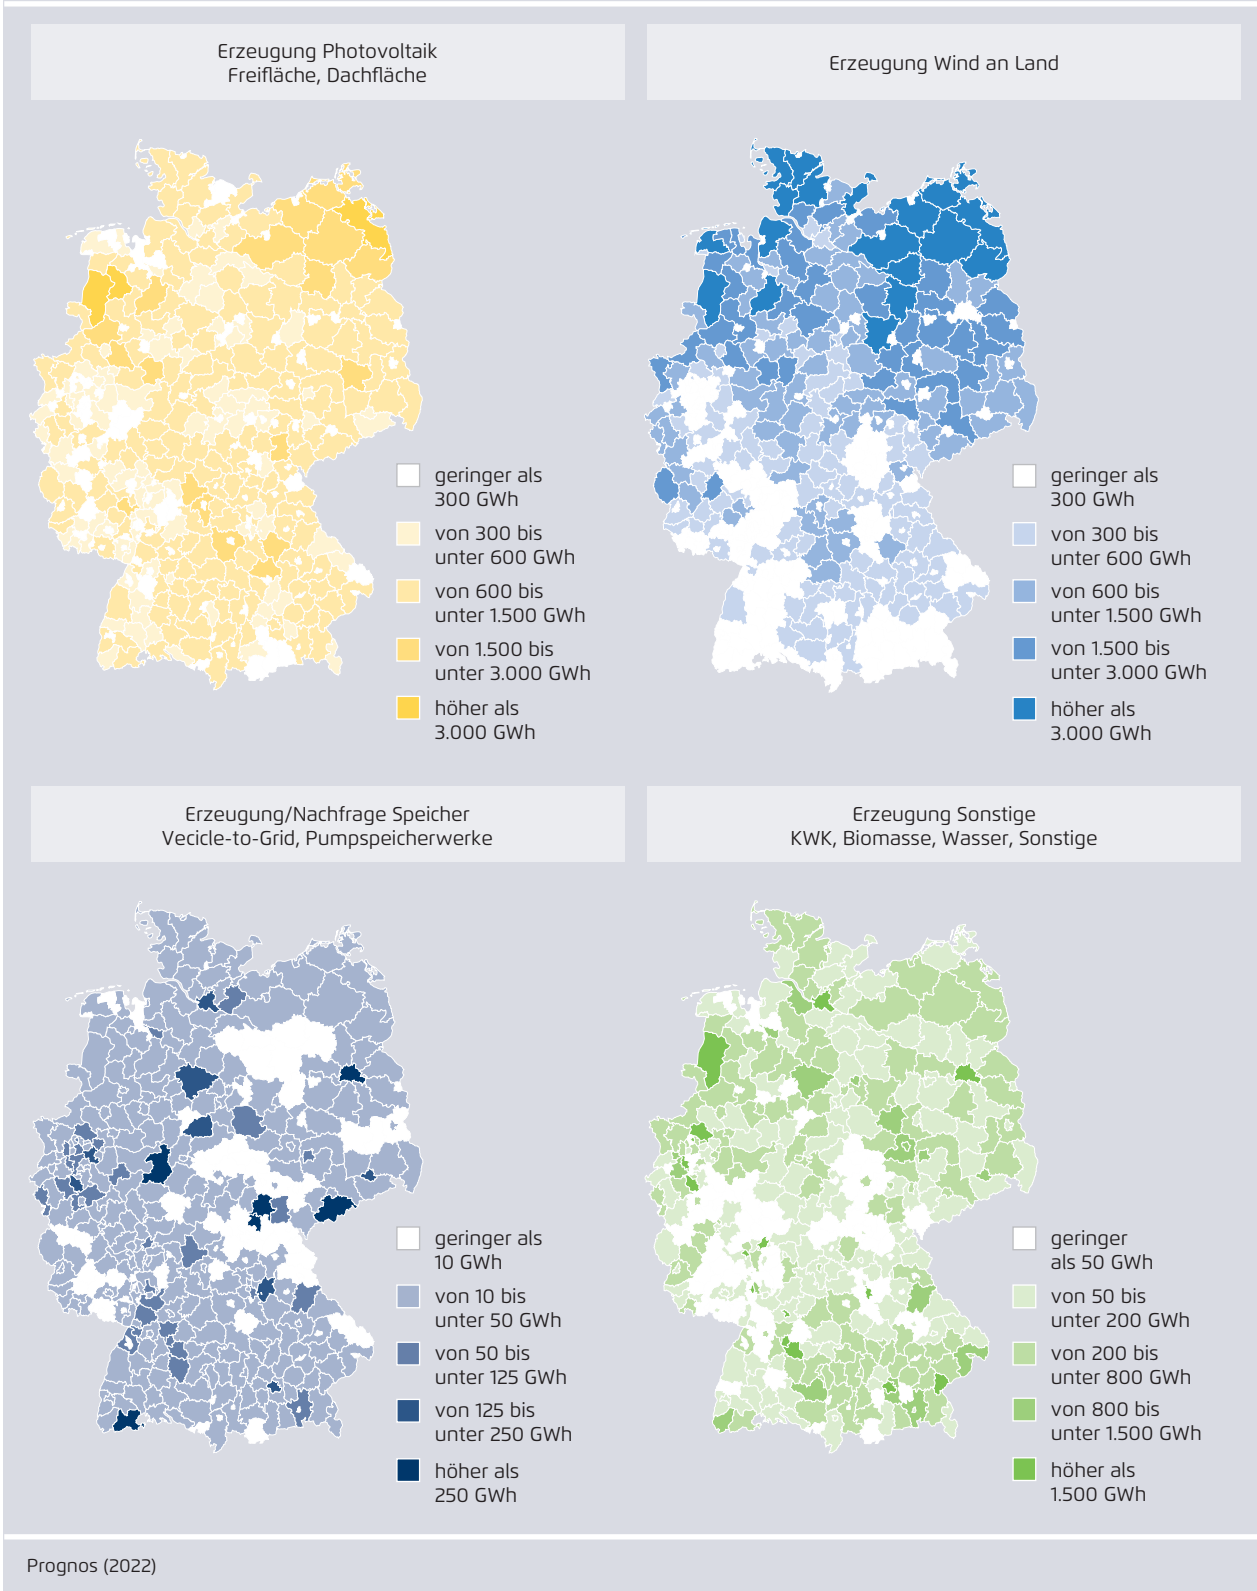 Erzeugung Photovoltaik
Freifläche, Dachfläche
Erzeugung Wind an Land
geringer als
300 GWh
von 300 bis
unter 600 GWh
von 600 bis
unter 1.500 GWh
von 1.500 bis
unter 3.000 GWh
höher als
3.000 GWh
geringer als
300 GWh
von 300 bis
unter 600 GWh
von 600 bis
unter 1.500 GWh
von 1.500 bis
unter 3.000 GWh
höher als
3.000 GWh
Erzeugung/Nachfrage Speicher
Vecicle-to-Grid, Pumpspeicherwerke
Erzeugung Sonstige
KWK, Biomasse, Wasser, Sonstige
geringer als
10 GWh
von 10 bis
unter 50 GWh
von 50 bis
unter 125 GWh
von 125 bis
unter 250 GWh
höher als
250 GWh
geringer
als 50 GWh
von 50 bis
unter 200 GWh
von 200 bis
unter 800 GWh
von 800 bis
unter 1.500 GWh
höher als
1.500 GWh
Prognos (2022)